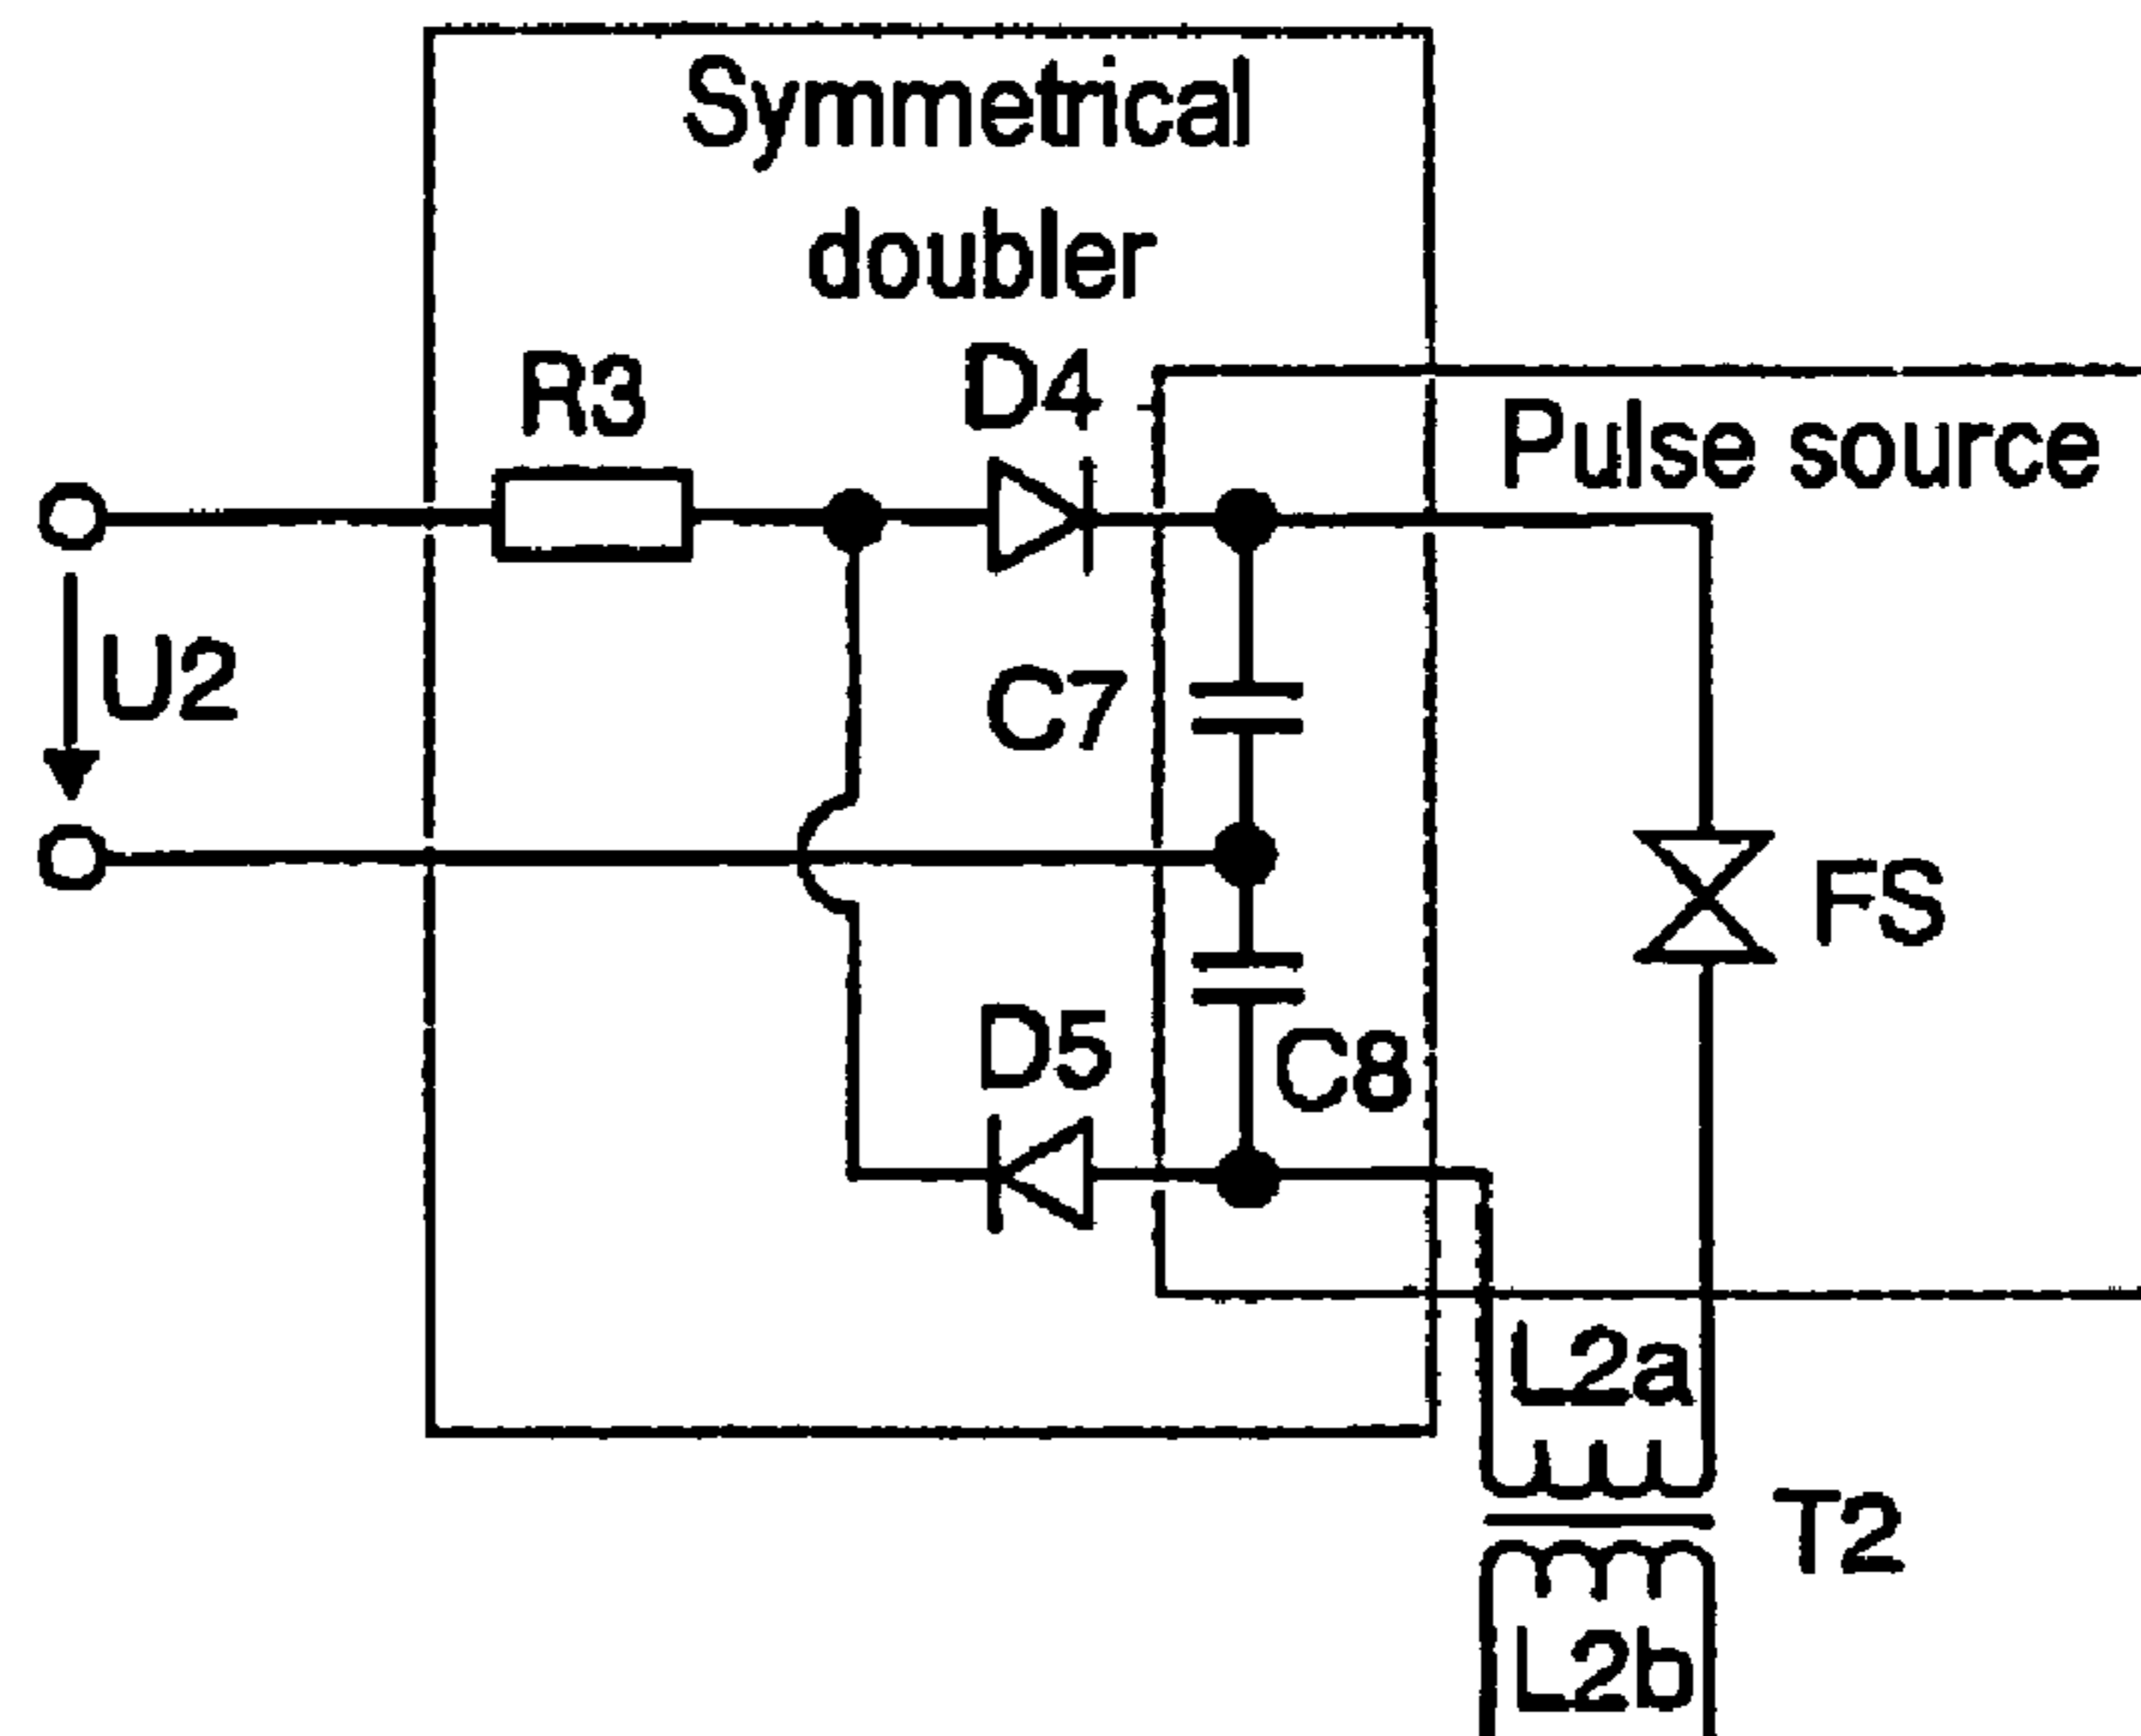 Symmetrical
doubler
R3
D4
Pulse source
U2
C7
FS
D5
C8
L2a
T2
L2b